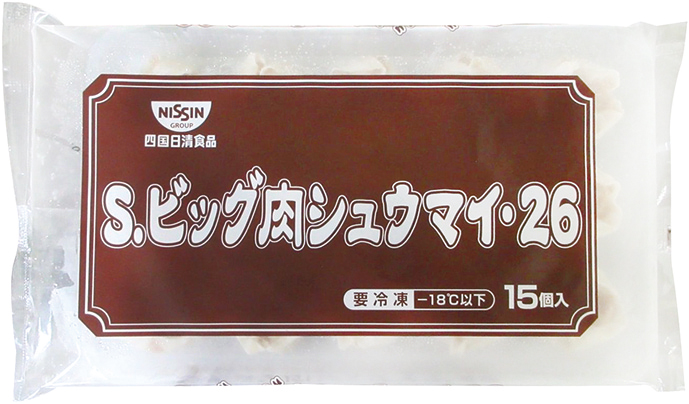 NISSIN
GROUP
四国日清食品
S.ビッグ肉シュウマイ・26
要冷凍 -18℃以下 15個入